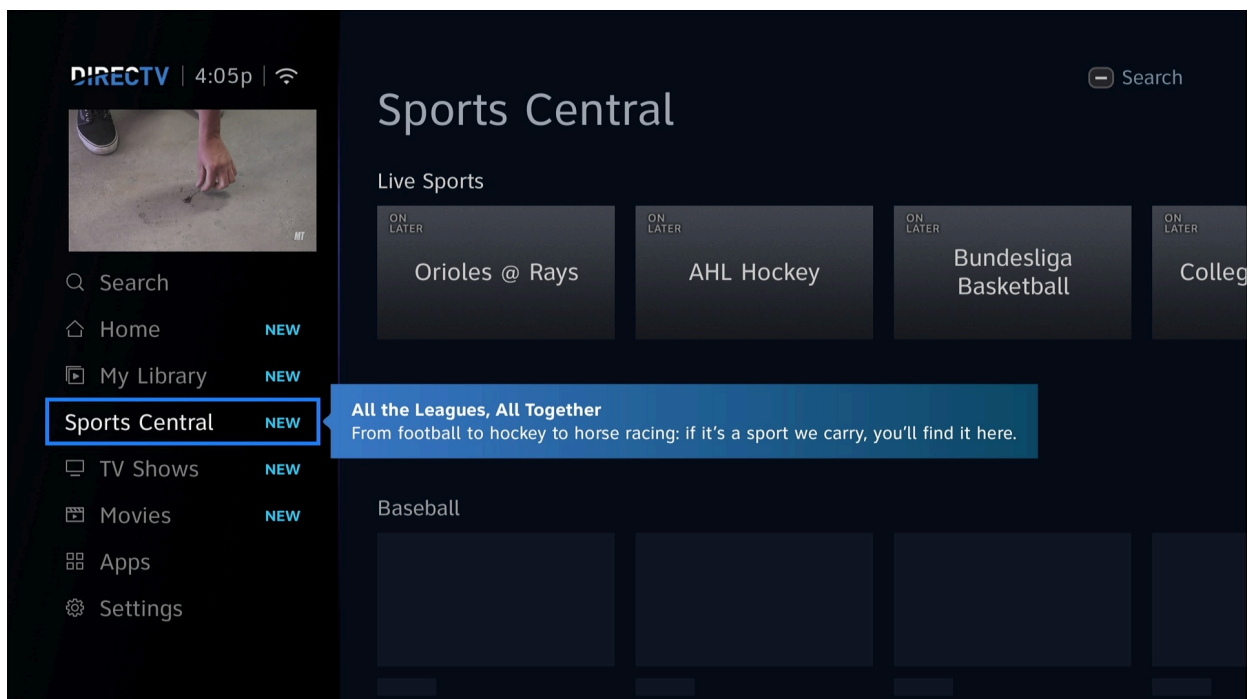 DIRECTV | 4:05p |
MT
Search
Home NEW
My Library NEW
Sports Central NEW
TV Shows NEW
Movies NEW
Apps
Settings
Search
Sports Central
Live Sports
ON
LATER
Orioles @ Rays
ON
LATER
AHL Hockey
ON
LATER
Bundesliga
Basketball
ON
LATER
Colleg
All the Leagues, All Together
From football to hockey to horse racing: if it's a sport we carry, you'll find it here.
Baseball